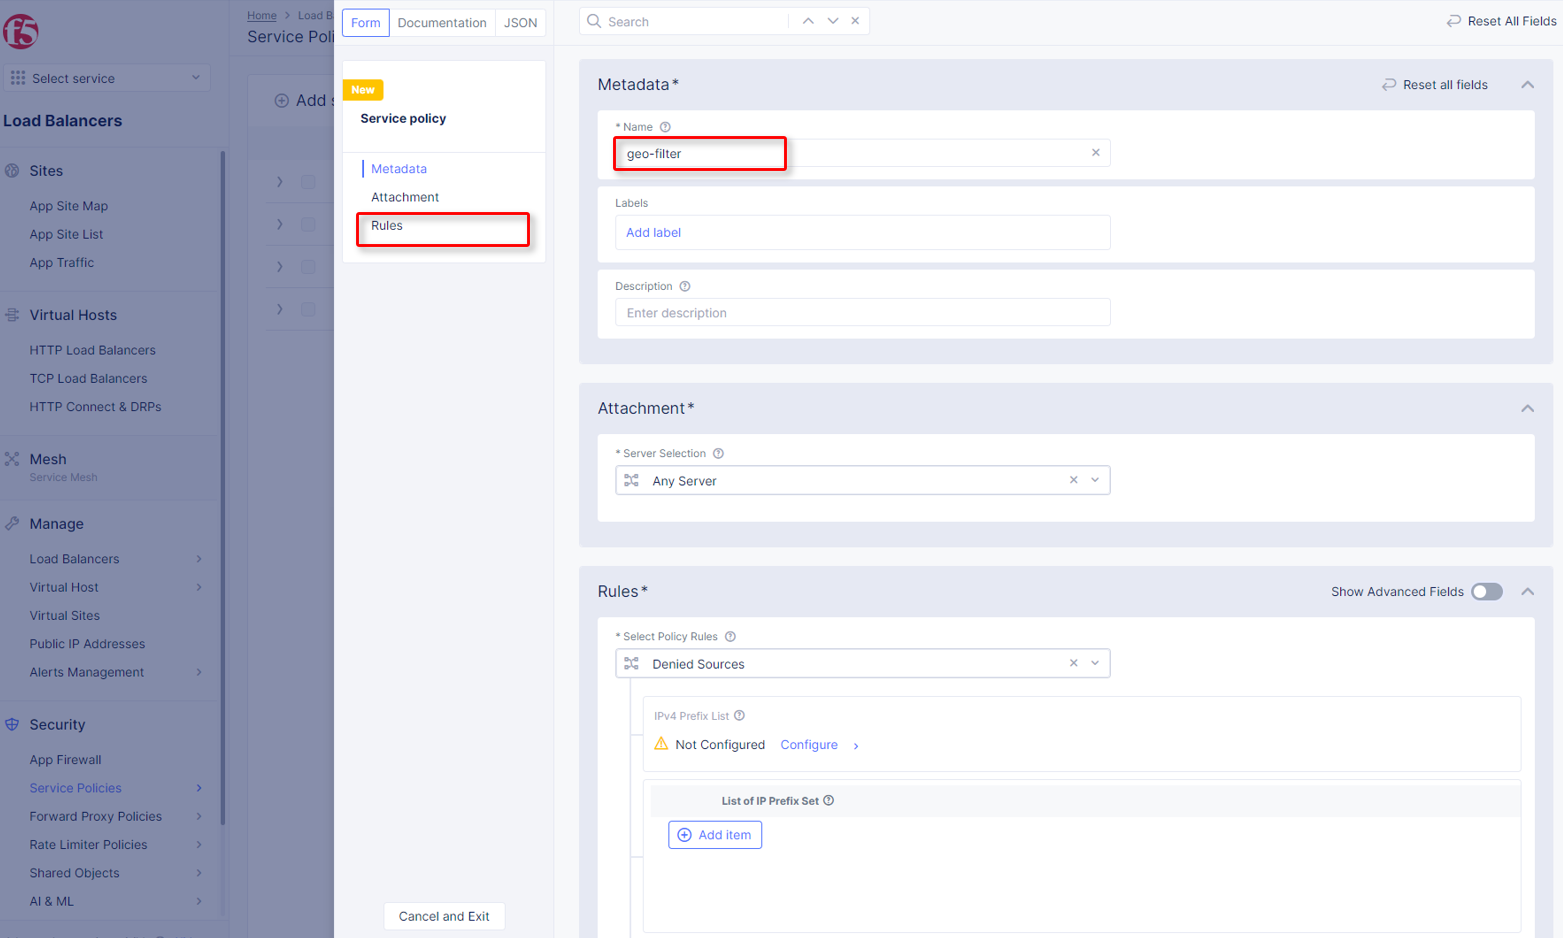 f5
Select service
Load Balancers
Sites
App Site Map
App Site List
App Traffic
Virtual Hosts
HTTP Load Balancers
TCP Load Balancers
HTTP Connect & DRPs
Mesh
Service Mesh
Manage
Load Balancers
Virtual Host
Virtual Sites
Public IP Addresses
Alerts Management
Security
App Firewall
Service Policies
Forward Proxy Policies
Rate Limiter Policies
Shared Objects
AI & ML
Home > Load B
Service Poli
Add s
Form Documentation JSON
New
Service policy
Metadata
Attachment
Rules
Cancel and Exit
Search
Reset All Fields
Metadata*
Reset all fields
* Name
geo-filter
Labels
Add label
Description
Enter description
Attachment*
* Server Selection
Any Server
Rules*
Show Advanced Fields
* Select Policy Rules
Denied Sources
IPv4 Prefix List
Not Configured Configure >
List of IP Prefix Set
Add item